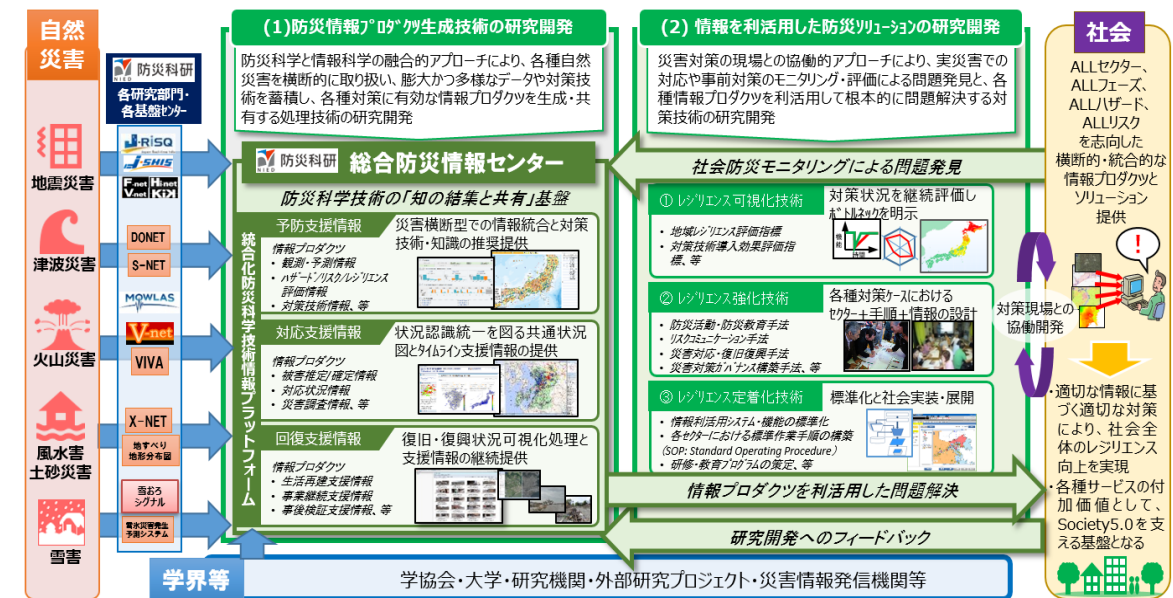 自然
災害
地震災害
津波災害
火山災害
風水害
土砂災害
雪害
防災科研
NIED
各研究部門・
各基盤ｾﾝﾀｰ
J-RISQ
J-SHIS
F-net
Hi-net
V-net
KiK
DONET
S-NET
MOWLAS
V-net
VIVA
X-NET
地すべり
地形分布図
雪おろ
シグナル
雪氷災害発生
予測システム
(1)防災情報ﾌﾟﾛﾀﾞｸﾂ生成技術の研究開発
防災科学と情報科学の融合的アプローチにより、各種自然
災害を横断的に取り扱い、膨大かつ多様なデータや対策技
術を蓄積し、各種対策に有効な情報プロダクツを生成・共
有する処理技術の研究開発
防災科研
NIED
総合防災情報センター
防災科学技術の「知の結集と共有」基盤
統合化防災科学技術情報プラットフォーム
予防支援情報
災害横断型での情報統合と対策
技術・知識の推奨提供
情報プロダクツ
• 観測・予測情報
• ﾊｻﾞｰﾄﾞ/ﾘｽｸ/ﾚｼﾞﾘｴﾝｽ
評価情報
• 対策技術情報、等
対応支援情報
状況認識統一を図る共通状況
図とﾀｲﾑﾗｲﾝ支援情報の提供
情報プロダクツ
• 被害推定/確定情報
• 対応状況情報
• 災害調査情報、等
回復支援情報
復旧・復興状況可視化処理と
支援情報の継続提供
情報プロダクツ
• 生活再建支援情報
• 事業継続支援情報
• 事後検証支援情報、等
(2) 情報を利活用した防災ｿﾘｭｰｼｮﾝの研究開発
災害対策の現場との協働的アプローチにより、実災害での
対応や事前対策のモニタリング・評価による問題発見と、各
種情報プロダクツを利活用して根本的に問題解決する対
策技術の研究開発
社会防災モニタリングによる問題発見
① ﾚｼﾞﾘｴﾝｽ可視化技術
対策状況を継続評価し
ﾎﾞﾄﾙﾈｯｸを明示
• 地域ﾚｼﾞﾘｴﾝｽ評価指標
• 対策技術導入効果評価指
標、等
機能
時間
② ﾚｼﾞﾘｴﾝｽ強化技術
各種対策ｹｰｽにおける
ｾｸﾀｰ+手順+情報の設計
• 防災活動・防災教育手法
• ﾘｽｸｺﾐｭﾆｹｰｼｮﾝ手法
• 災害対応・復旧復興手法
• 災害対策ｶﾞﾊﾞﾅﾝｽ構築手法、等
③ ﾚｼﾞﾘｴﾝｽ定着化技術
標準化と社会実装・展開
• 情報利活用システム・機能の標準化
• 各セクターにおける標準作業手順の構築
（SOP: Standard Operating Procedure）
• 研修・教育ﾌﾟﾛｸﾞﾗﾑの策定、等
情報プロダクツを利活用した問題解決
研究開発へのフィードバック
対策現場との
協働開発
社会
ALLセクター、
ALLフェーズ、
ALLハザード、
ALLリスク
を志向した
横断的・統合的な
情報プロダクツと
ソリューション
提供
!
・適切な情報に基
づく適切な対策
により、社会全
体のレジリエンス
向上を実現
・各種サービスの付
加価値として、
Society5.0を支
える基盤となる
学界等
学協会・大学・研究機関・外部研究プロジェクト・災害情報発信機関等